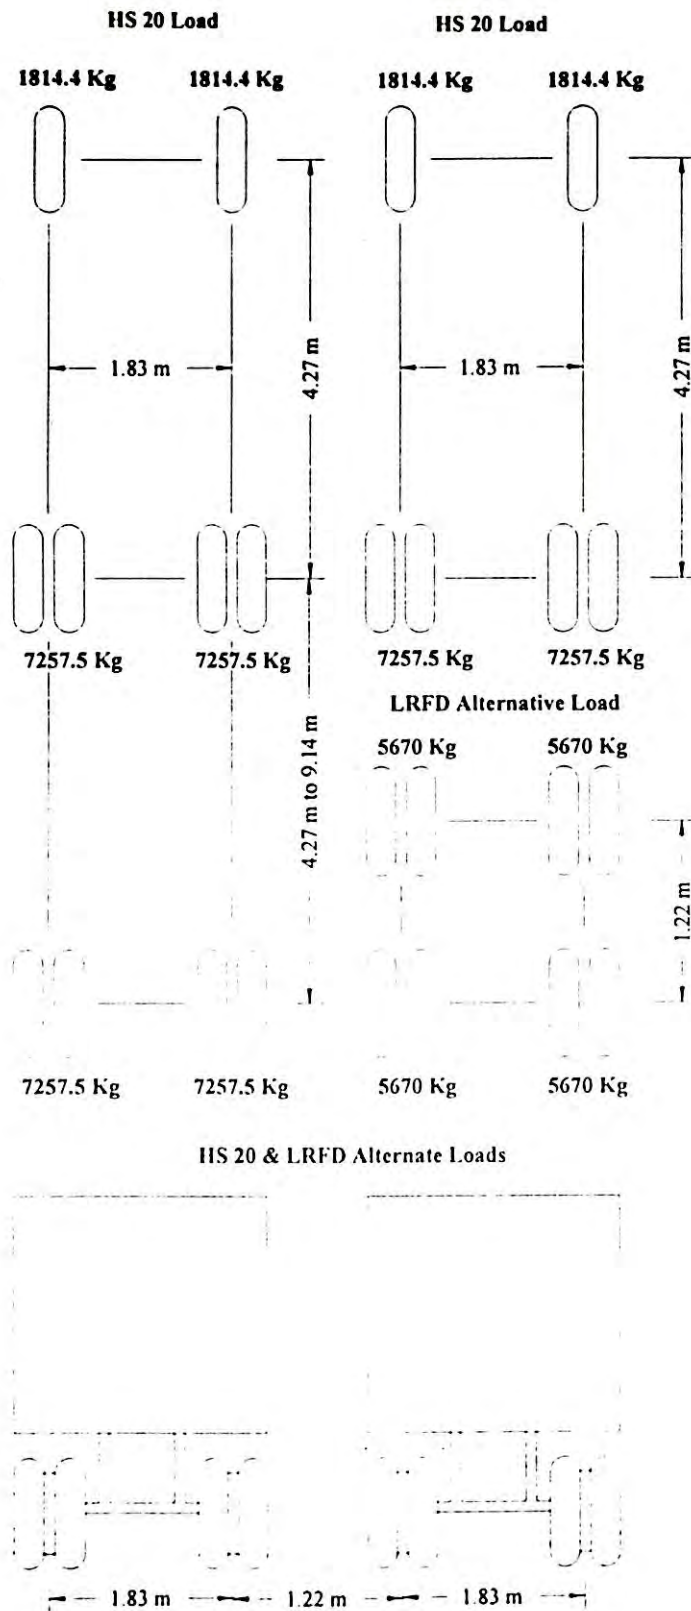 HS 20 Load
HS 20 Load
1814.4 Kg
1814.4 Kg
1814.4 Kg
1814.4 Kg
1.83 m
4.27 m
1.83 m
4.27 m
7257.5 Kg
7257.5 Kg
7257.5 Kg
7257.5 Kg
LRFD Alternative Load
5670 Kg
5670 Kg
4.27 m to 9.14 m
1.22 m
7257.5 Kg
7257.5 Kg
5670 Kg
5670 Kg
HS 20 & LRFD Alternate Loads
1.83 m
1.22 m
1.83 m